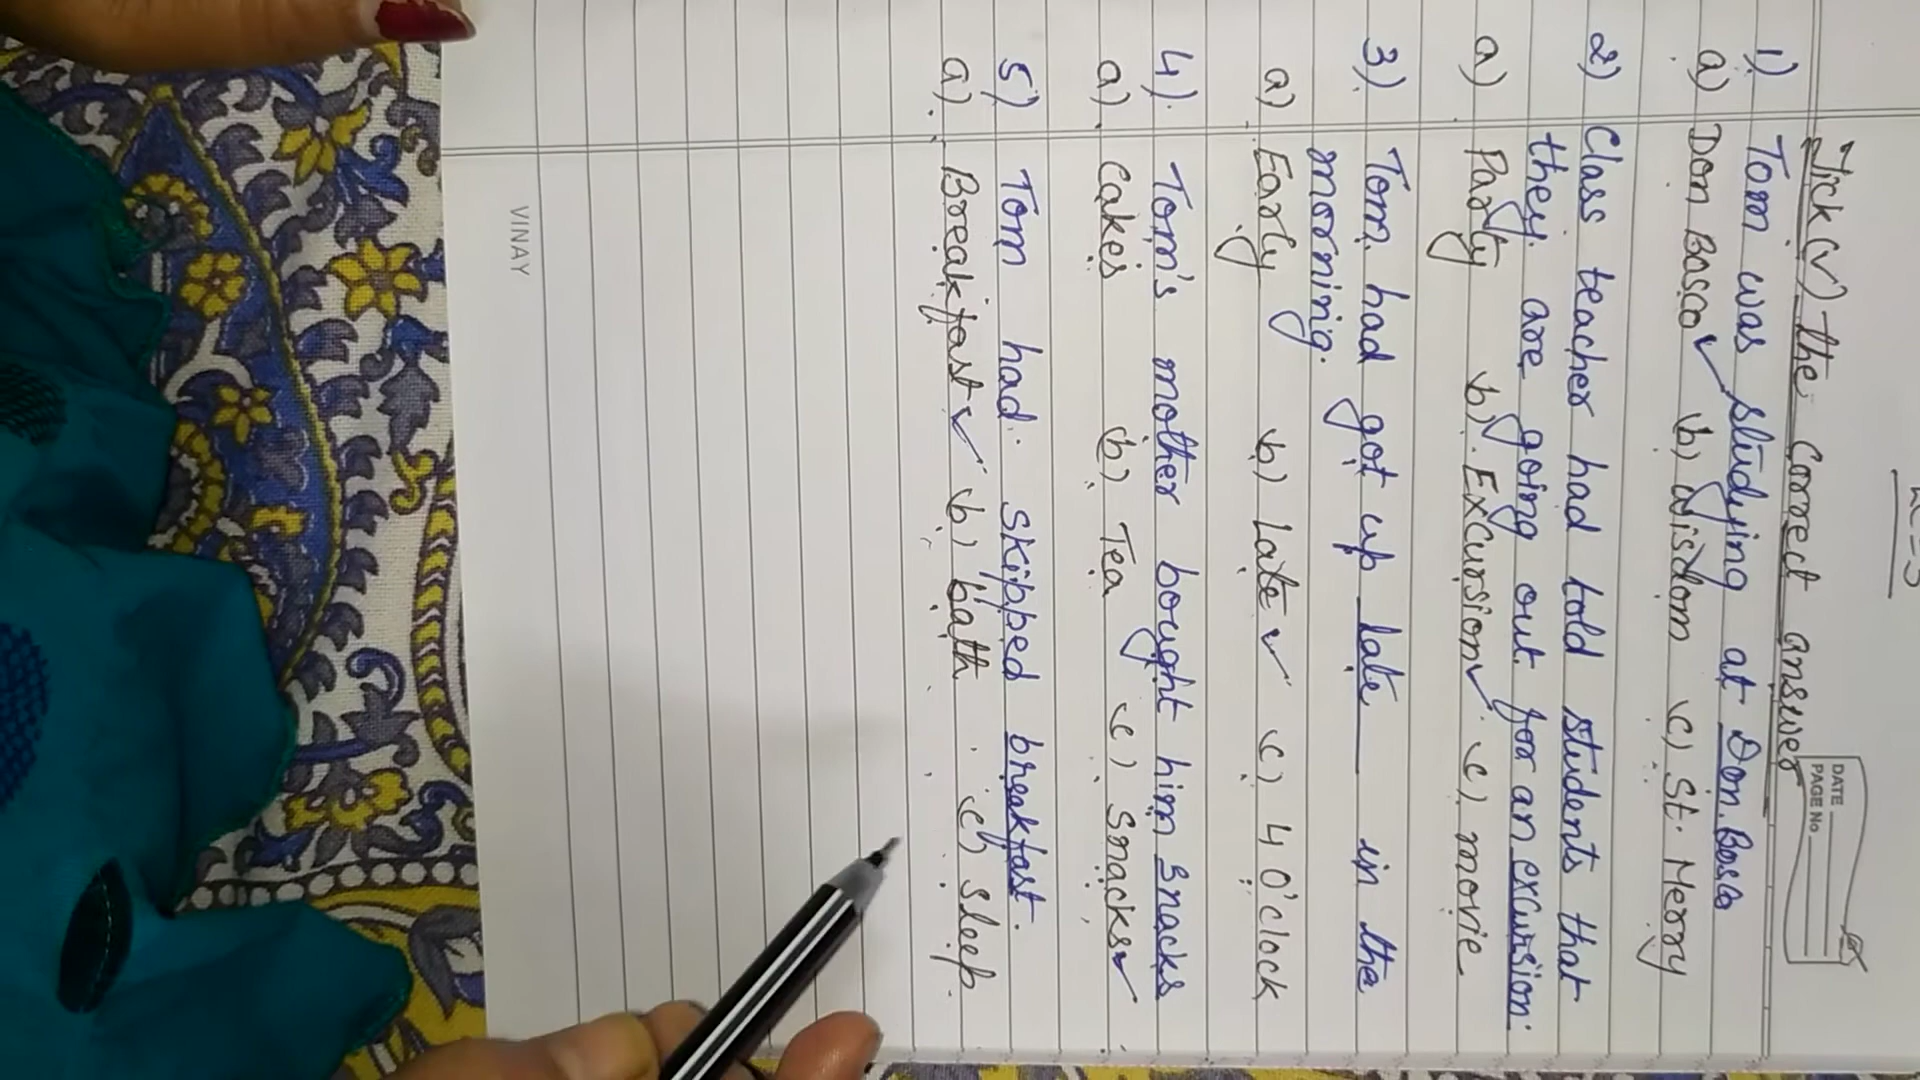 DATE
PAGE No
Tick (✓) the correct answer
1) Tom was studying at Don Bosco
a) Don Bosco ✓ b) wisdom c) St. Merry
2) Class teacher had told students that
they are going out for an excursion.
a) Party b) Excursion ✓ c) movie
3) Tom had got up late in the
morning.
a) Early b) Late ✓ c) 4 O'clock
4) Tom's mother bought him snacks
a) Cakes b) Tea c) Snacks ✓
5) Tom had skipped breakfast.
a) Breakfast ✓ b) bath c) sleep
VINAY